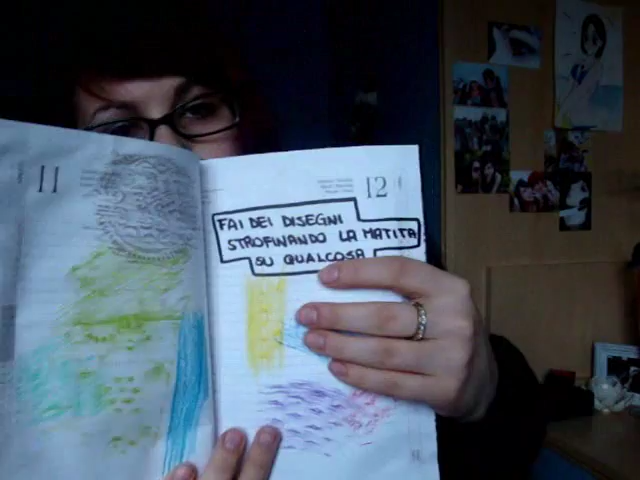 11
12
FAI DEI DISEGNI
STROFINANDO LA MATITA
SU QUALCOSA